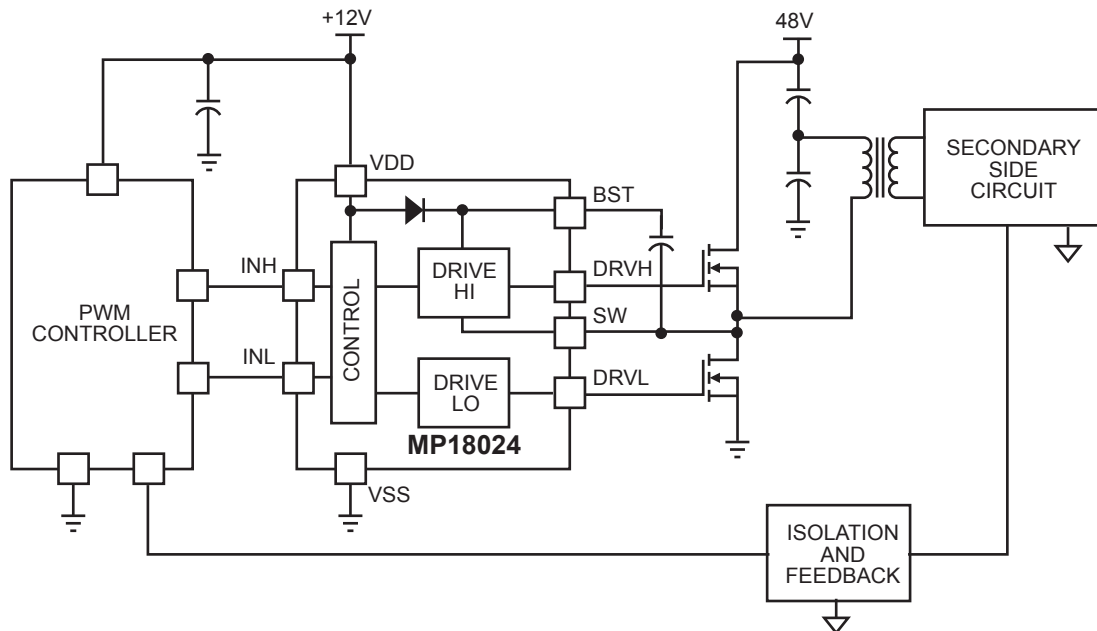 +12V
48V
VDD
BST
SECONDARY
SIDE
CIRCUIT
INH
DRIVE
HI
DRVH
PWM
CONTROLLER
CONTROL
SW
INL
DRIVE
LO
DRVL
MP18024
VSS
ISOLATION
AND
FEEDBACK